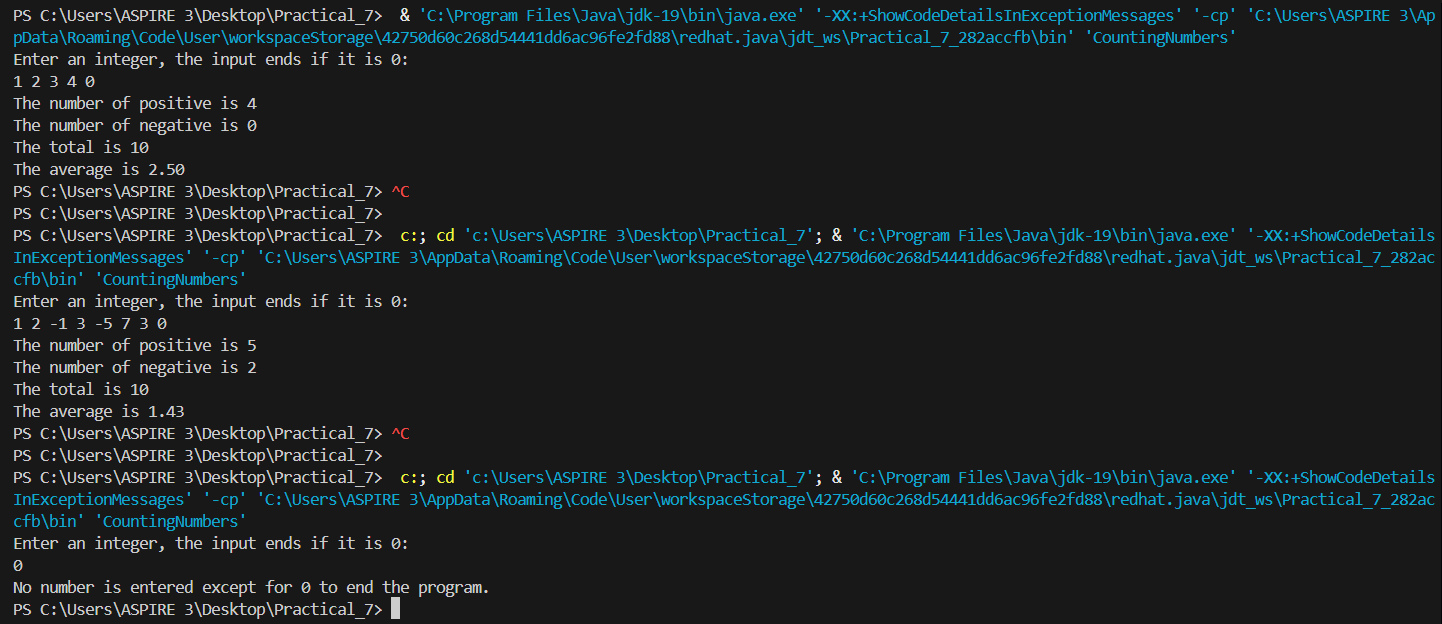 PS C:\Users\ASPIRE 3\Desktop\Practical_7>  & 'C:\Program Files\Java\jdk-19\bin\java.exe' '-XX:+ShowCodeDetailsInExceptionMessages' '-cp' 'C:\Users\ASPIRE 3\Ap
pData\Roaming\Code\User\workspaceStorage\42750d60c268d54441dd6ac96fe2fd88\redhat.java\jdt_ws\Practical_7_282accfb\bin' 'CountingNumbers'
Enter an integer, the input ends if it is 0:
1 2 3 4 0
The number of positive is 4
The number of negative is 0
The total is 10
The average is 2.50
PS C:\Users\ASPIRE 3\Desktop\Practical_7> ^C
PS C:\Users\ASPIRE 3\Desktop\Practical_7>
PS C:\Users\ASPIRE 3\Desktop\Practical_7>  c:; cd 'c:\Users\ASPIRE 3\Desktop\Practical_7'; & 'C:\Program Files\Java\jdk-19\bin\java.exe' '-XX:+ShowCodeDetails
InExceptionMessages' '-cp' 'C:\Users\ASPIRE 3\AppData\Roaming\Code\User\workspaceStorage\42750d60c268d54441dd6ac96fe2fd88\redhat.java\jdt_ws\Practical_7_282ac
cfb\bin' 'CountingNumbers'
Enter an integer, the input ends if it is 0:
1 2 -1 3 -5 7 3 0
The number of positive is 5
The number of negative is 2
The total is 10
The average is 1.43
PS C:\Users\ASPIRE 3\Desktop\Practical_7> ^C
PS C:\Users\ASPIRE 3\Desktop\Practical_7>
PS C:\Users\ASPIRE 3\Desktop\Practical_7>  c:; cd 'c:\Users\ASPIRE 3\Desktop\Practical_7'; & 'C:\Program Files\Java\jdk-19\bin\java.exe' '-XX:+ShowCodeDetails
InExceptionMessages' '-cp' 'C:\Users\ASPIRE 3\AppData\Roaming\Code\User\workspaceStorage\42750d60c268d54441dd6ac96fe2fd88\redhat.java\jdt_ws\Practical_7_282ac
cfb\bin' 'CountingNumbers'
Enter an integer, the input ends if it is 0:
0
No number is entered except for 0 to end the program.
PS C:\Users\ASPIRE 3\Desktop\Practical_7>